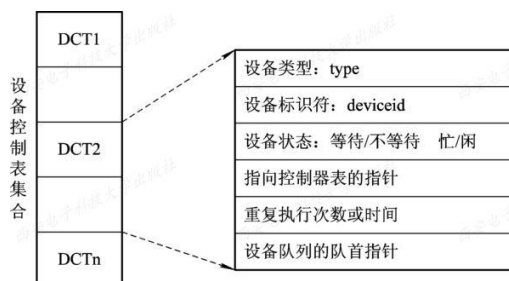 设备控制表集合
DCT1
DCT2
DCTn
设备类型：type
设备标识符：deviceid
设备状态：等待/不等待 忙/闲
指向控制器表的指针
重复执行次数或时间
设备队列的队首指针